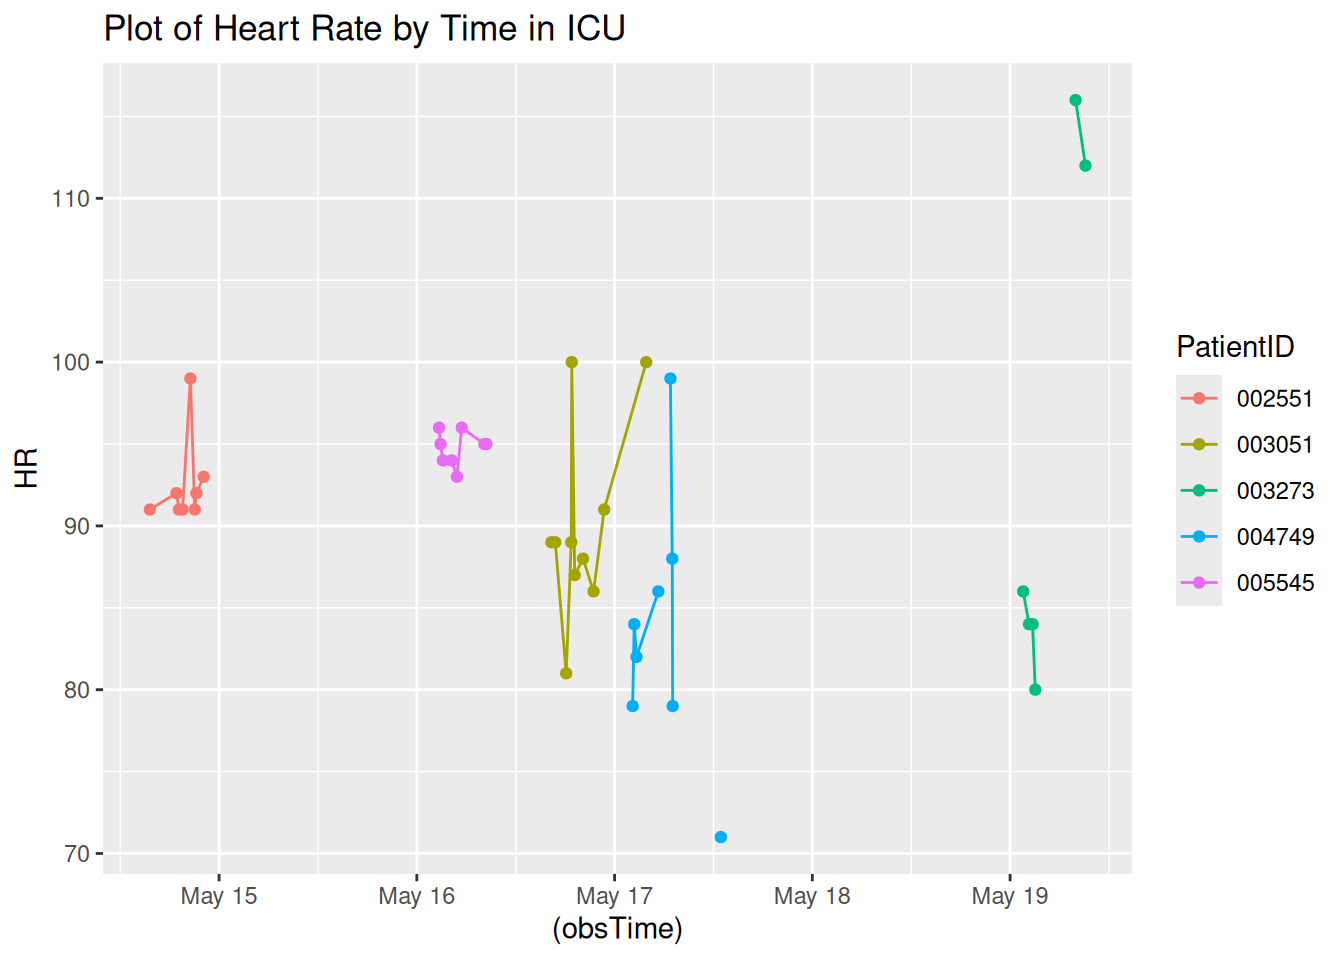 Plot of Heart Rate by Time in ICU
110
100
90
80
70
HR
May 15
May 16
May 17
May 18
May 19
(obsTime)
PatientID
002551
003051
003273
004749
005545